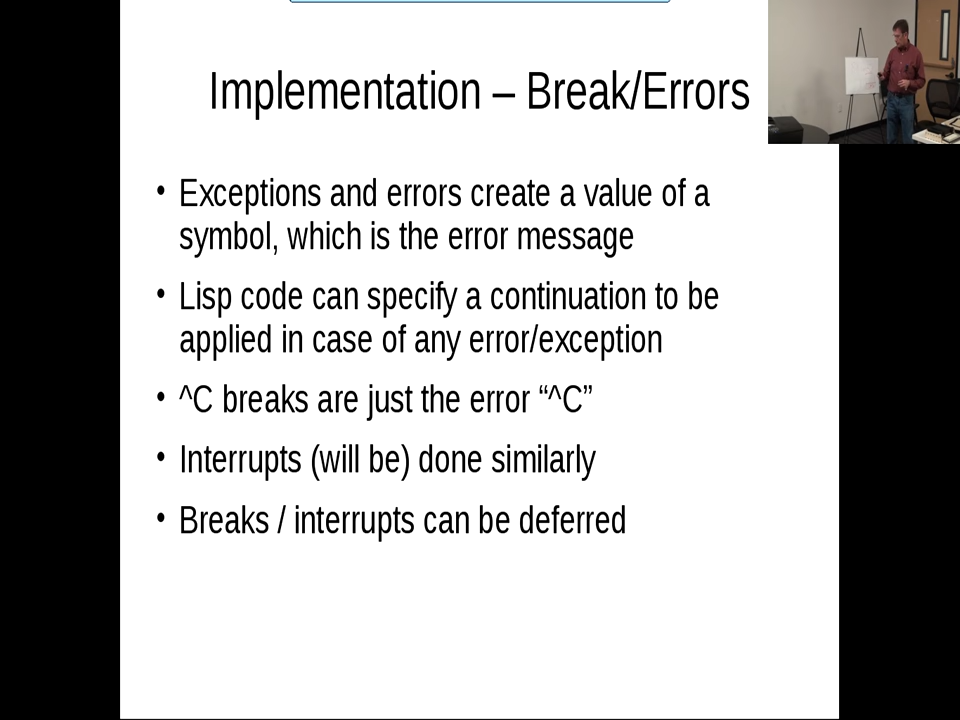 Implementation – Break/Errors
• Exceptions and errors create a value of a
symbol, which is the error message
• Lisp code can specify a continuation to be
applied in case of any error/exception
• ^C breaks are just the error “^C”
• Interrupts (will be) done similarly
• Breaks / interrupts can be deferred